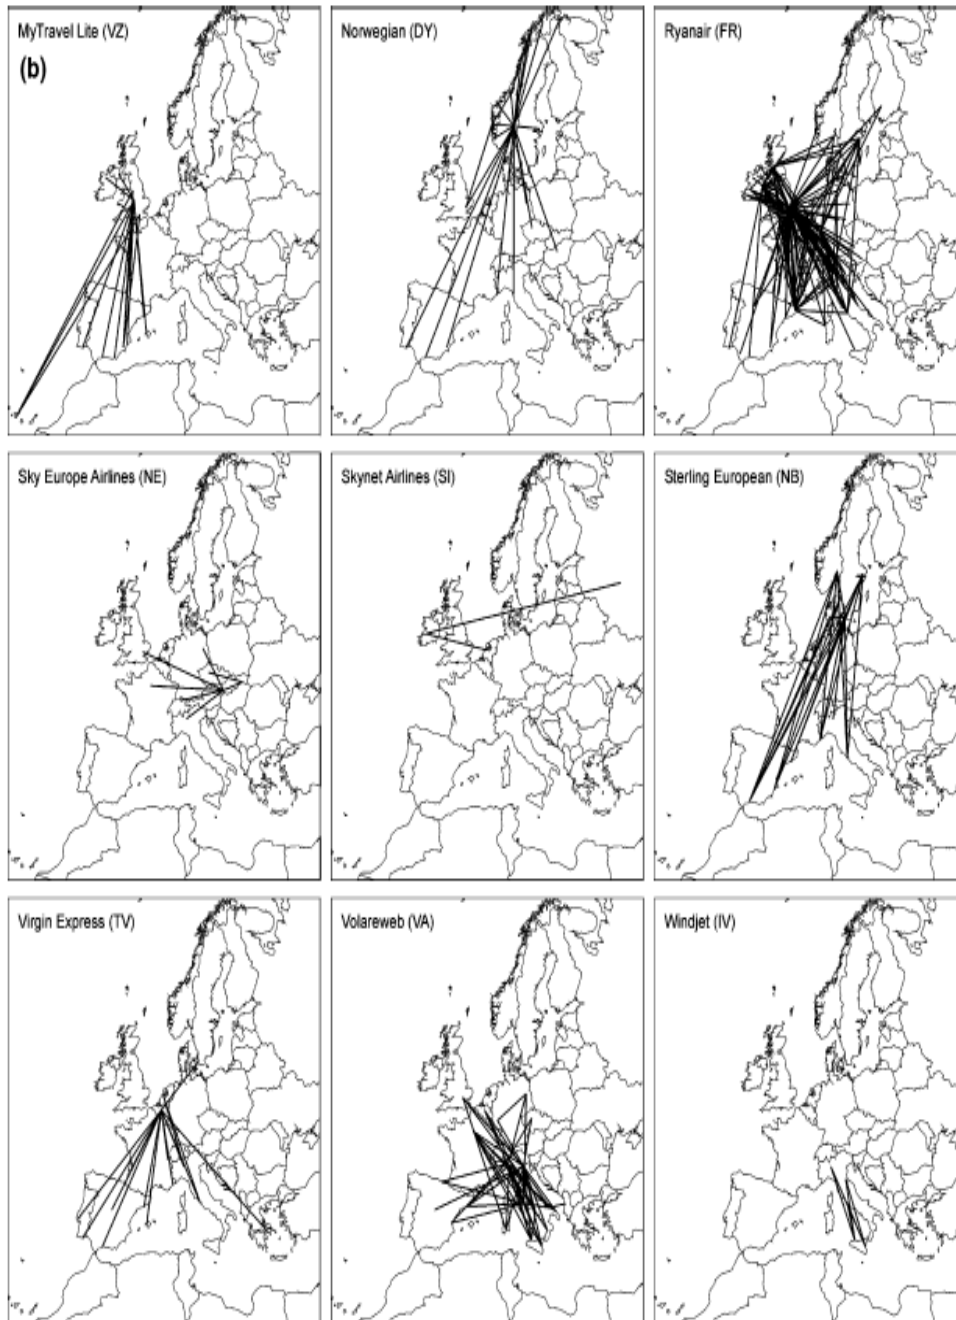 MyTravel Lite (VZ)
Norwegian (DY)
Ryanair (FR)
(b)
Sky Europe Airlines (NE)
Skynet Airlines (SI)
Sterling European (NB)
Virgin Express (TV)
Volareweb (VA)
Windjet (IV)